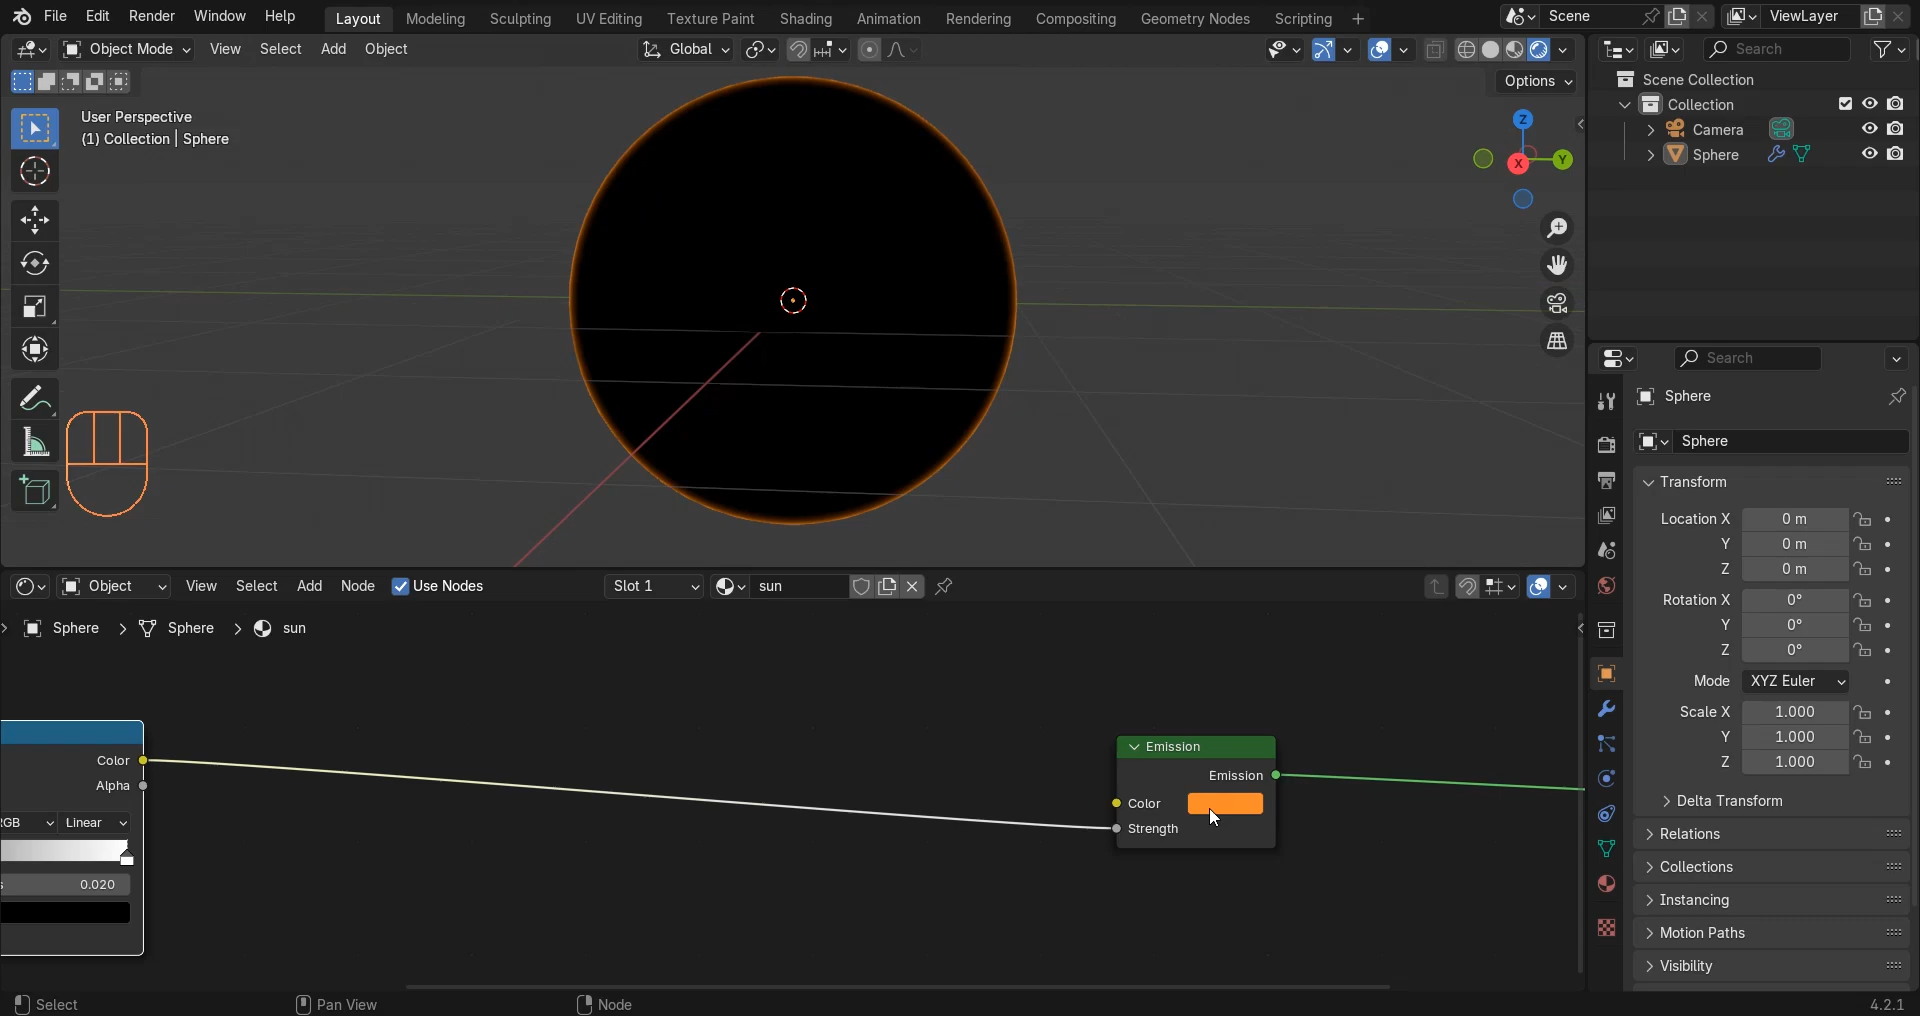 File Edit Render Window Help Layout Modeling Sculpting UV Editing Texture Paint Shading Animation Rendering Compositing Geometry Nodes Scripting + Scene ViewLayer
Object Mode View Select Add Object Global Search
Options
User Perspective
(1) Collection | Sphere
Z
Y
X
Scene Collection
Collection
Camera
Sphere
Search
Sphere
Sphere
Transform
Location X 0 m
Y 0 m
Z 0 m
Rotation X 0°
Y 0°
Z 0°
Mode XYZ Euler
Scale X 1.000
Y 1.000
Z 1.000
Delta Transform
Relations
Collections
Instancing
Motion Paths
Visibility
Object View Select Add Node Use Nodes Slot 1 sun
Sphere > Sphere > sun
Color
Alpha
RGB Linear
s 0.020
Emission
Emission
Color
Strength
Select Pan View Node 4.2.1